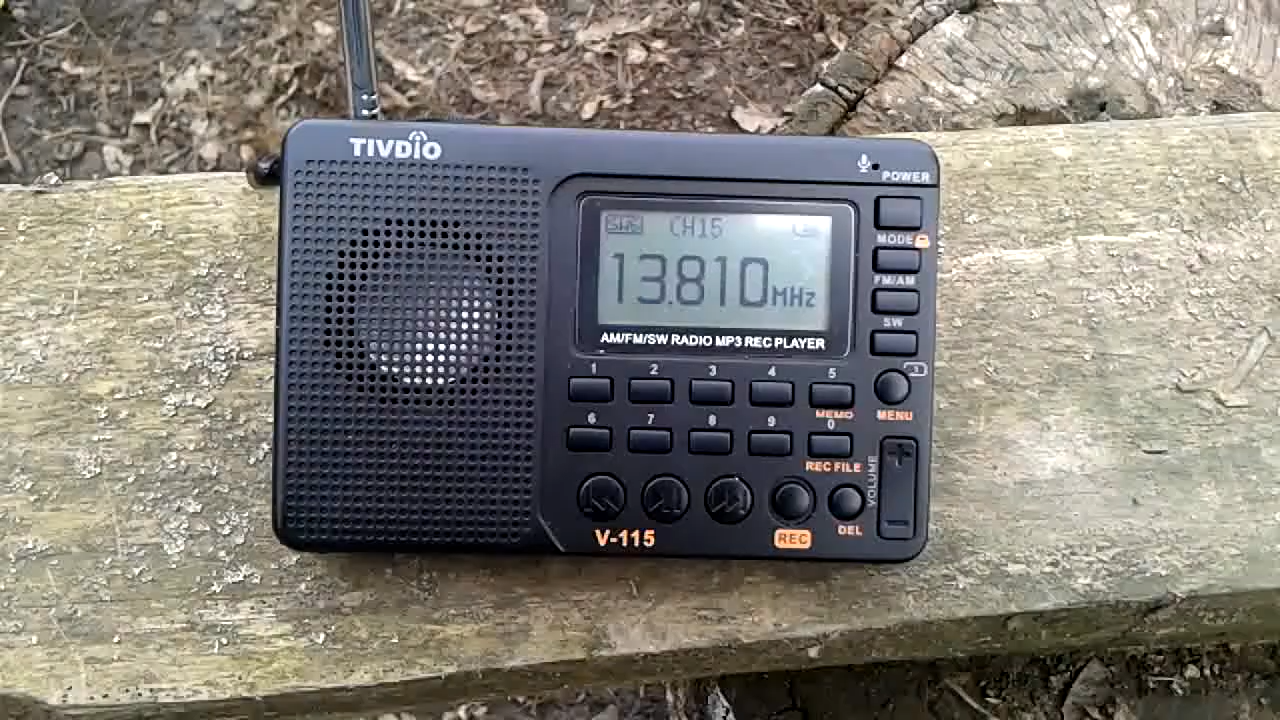 TIVDIO
POWER
CH15
MODE
13.810MHz
FM/AM
SW
AM/FM/SW RADIO MP3 REC PLAYER
1 2 3 4 5
MEMO
MENU
6 7 8 9 0
REC FILE
VOLUME
V-115
REC
DEL